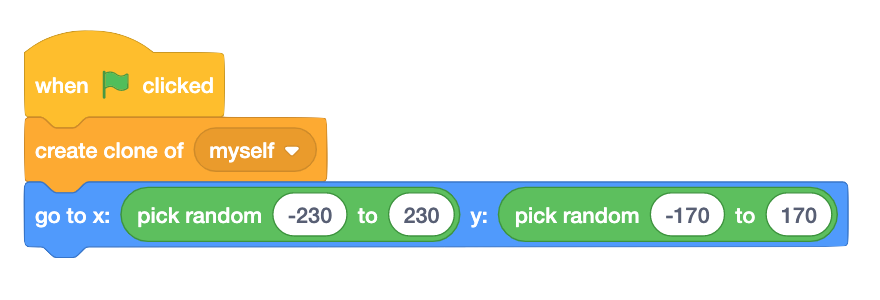 when clicked
create clone of myself
go to x: pick random -230 to 230 y: pick random -170 to 170